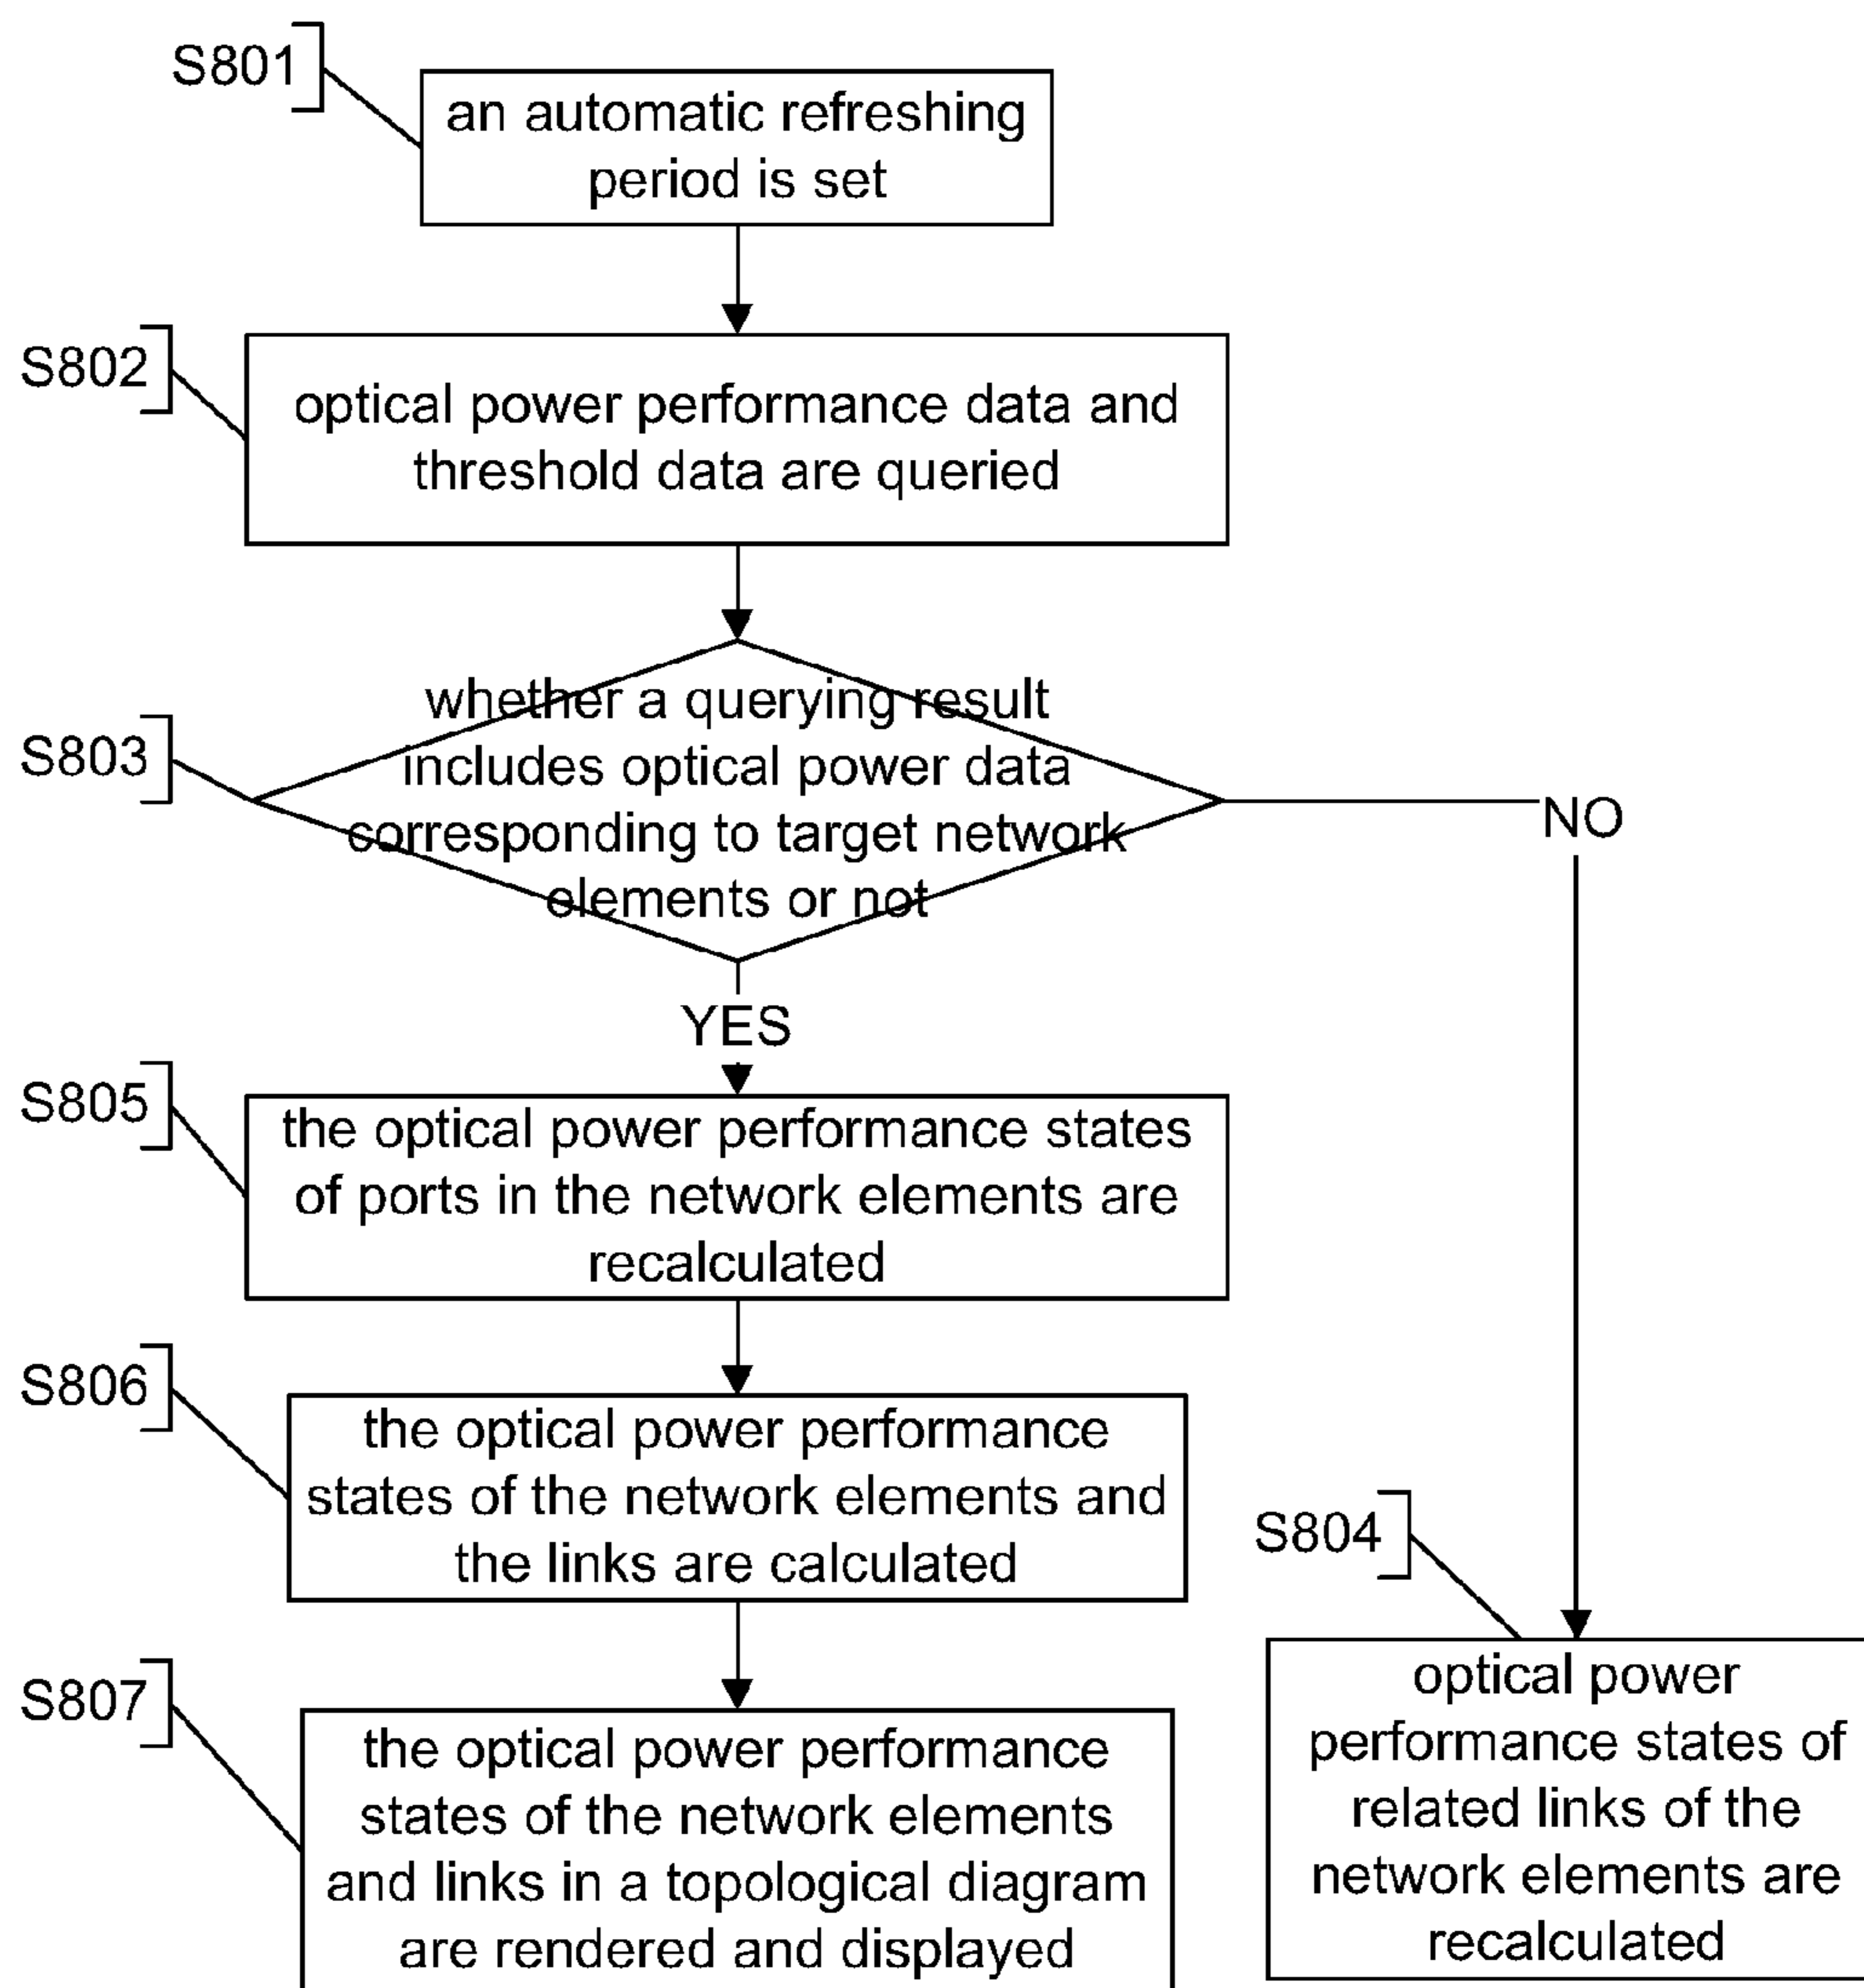 S801
an automatic refreshing
period is set
S802
optical power performance data and
threshold data are queried
S803
whether a querying result
includes optical power data
corresponding to target network
elements or not
NO
YES
S805
the optical power performance states
of ports in the network elements are
recalculated
S806
the optical power performance
states of the network elements and
the links are calculated
S804
optical power
performance states of
related links of the
network elements are
recalculated
S807
the optical power performance
states of the network elements
and links in a topological diagram
are rendered and displayed